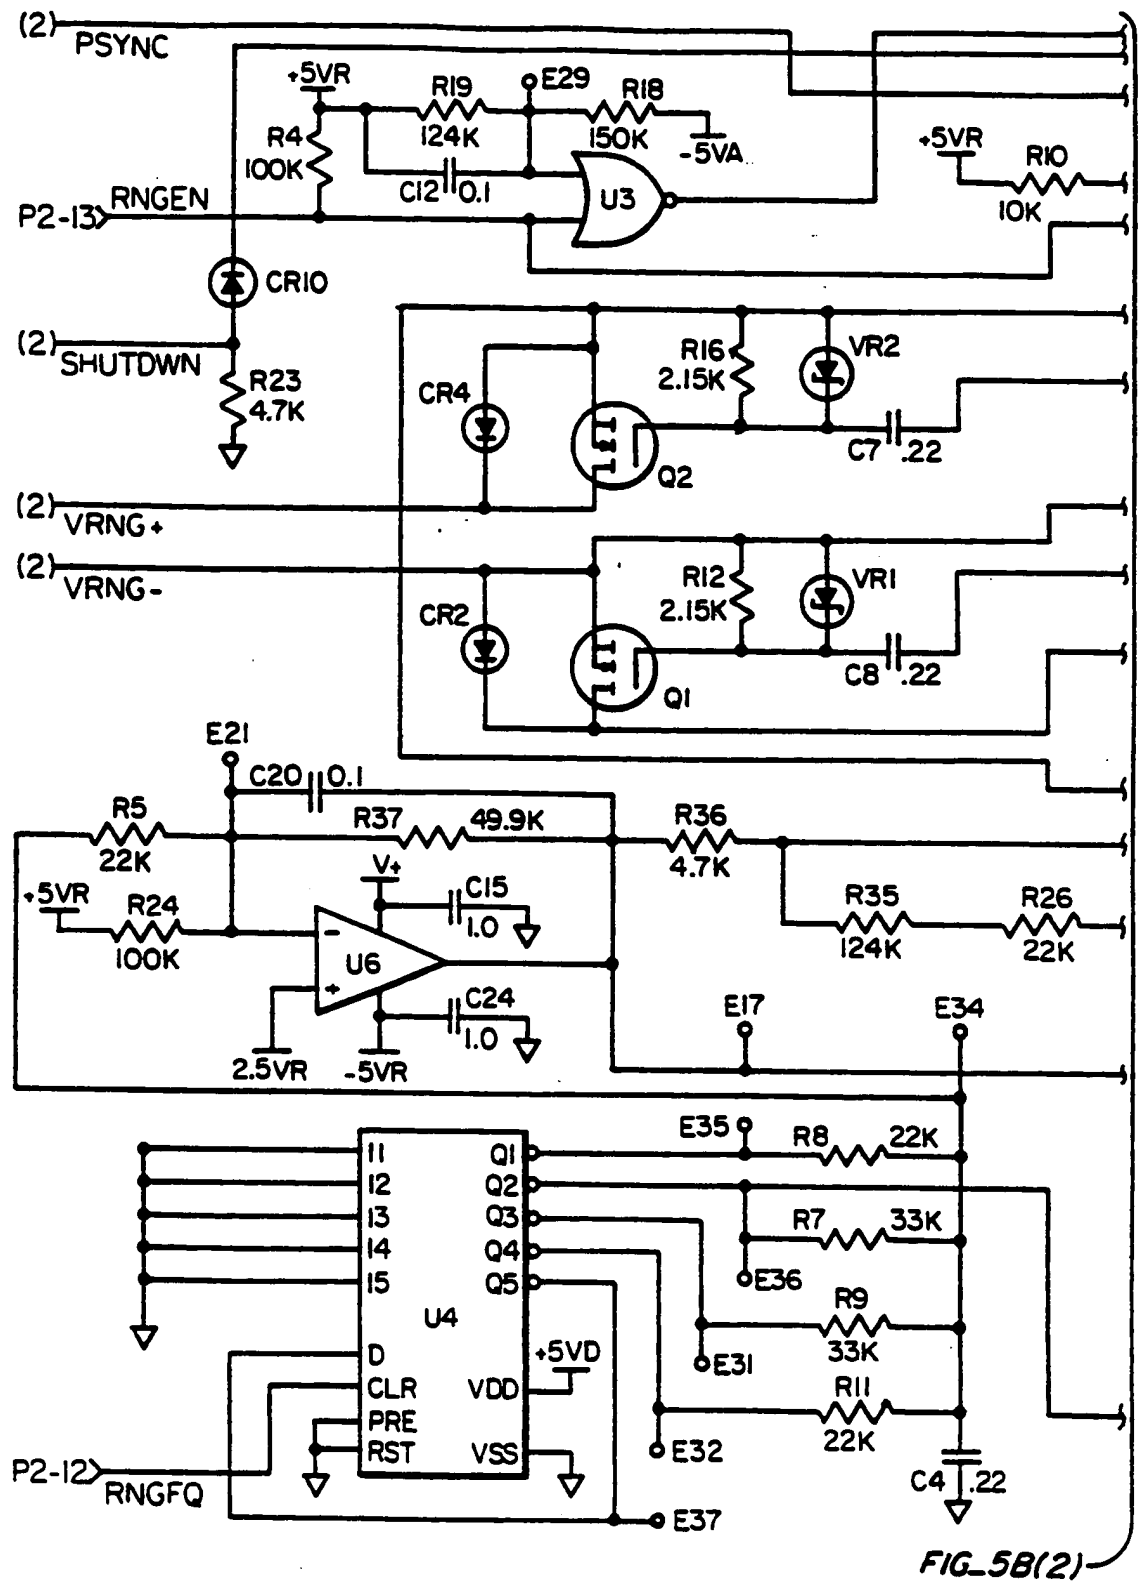 (2)
PSYNC
+5VR
R19
E29
R18
R4
124K
150K
-5VA
100K
C12
0.1
+5VR
R10
10K
P2-13
RNGEN
U3
CR10
(2)
SHUTDWN
R23
4.7K
R16
2.15K
VR2
CR4
C7
.22
Q2
(2)
VRNG+
(2)
VRNG-
R12
2.15K
VR1
CR2
C8
.22
Q1
E21
C20
0.1
R5
22K
R37
49.9K
R36
4.7K
V+
C15
1.0
+5VR
R24
100K
R35
124K
R26
22K
-
U6
+
C24
1.0
2.5VR
-5VR
E17
E34
E35
R8
22K
I1
Q1
I2
Q2
I3
Q3
R7
33K
I4
Q4
I5
Q5
E36
U4
R9
33K
+5VD
E31
D
CLR
VDD
R11
22K
PRE
RST
VSS
E32
P2-12
RNGFQ
C4
.22
E37
FIG_5B(2)